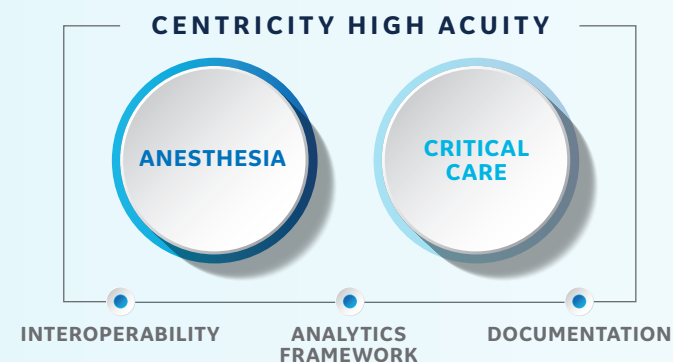 CENTRICITY HIGH ACUITY
ANESTHESIA
CRITICAL
CARE
INTEROPERABILITY
ANALYTICS
FRAMEWORK
DOCUMENTATION